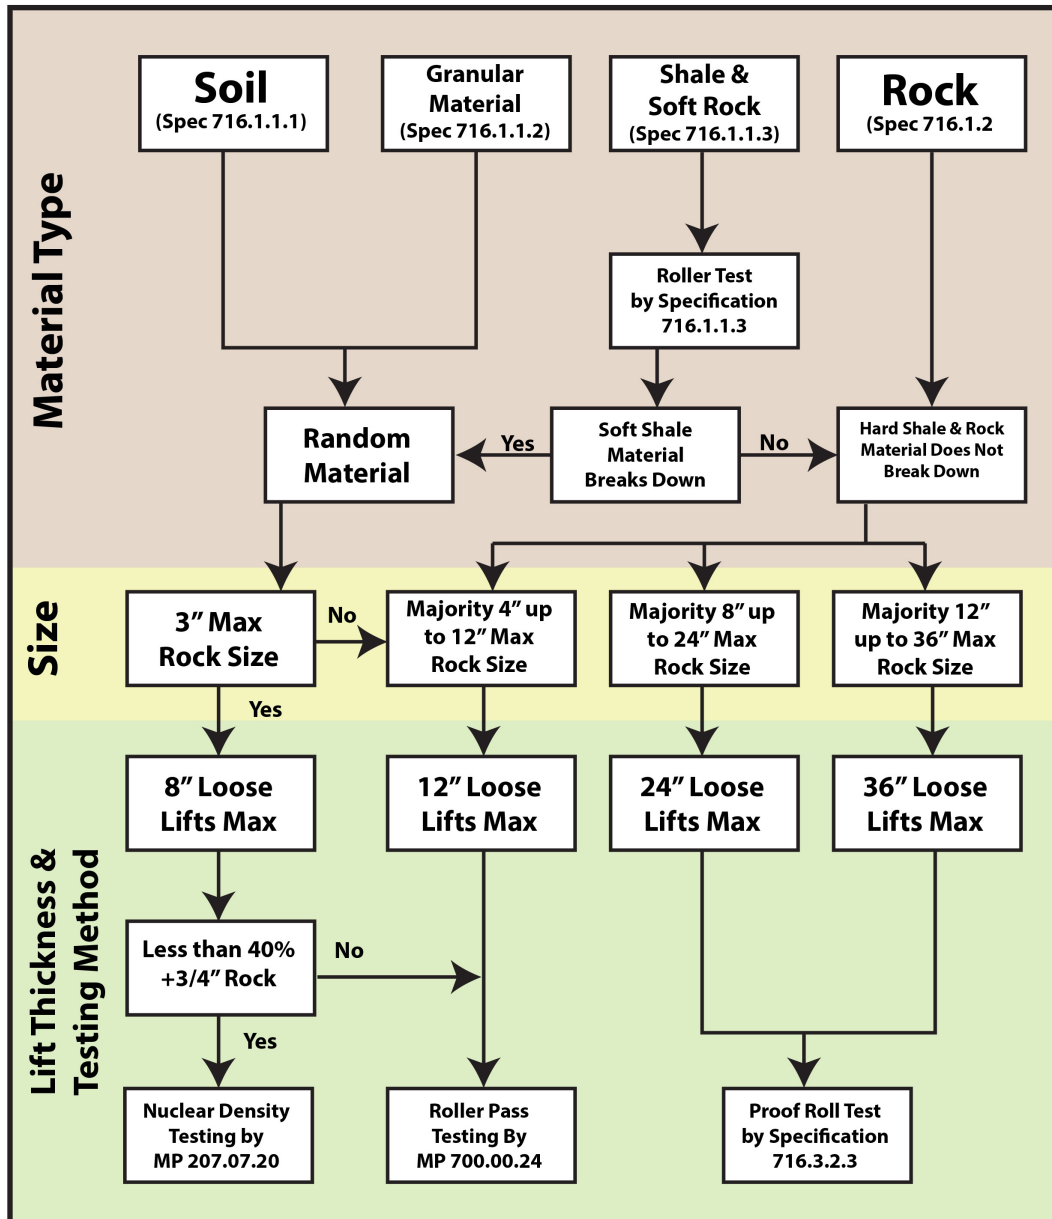 Material Type
Soil
(Spec 716.1.1.1)
Granular
Material
(Spec 716.1.1.2)
Shale &
Soft Rock
(Spec 716.1.1.3)
Rock
(Spec 716.1.2
Roller Test
by Specification
716.1.1.3
Random
Material
Yes
Soft Shale
Material
Breaks Down
No
Hard Shale & Rock
Material Does Not
Break Down
Size
3” Max
Rock Size
No
Majority 4” up
to 12” Max
Rock Size
Majority 8” up
to 24” Max
Rock Size
Majority 12”
up to 36” Max
Rock Size
Yes
Lift Thickness &
Testing Method
8” Loose
Lifts Max
12” Loose
Lifts Max
24” Loose
Lifts Max
36” Loose
Lifts Max
Less than 40%
+3/4” Rock
No
Yes
Nuclear Density
Testing by
MP 207.07.20
Roller Pass
Testing By
MP 700.00.24
Proof Roll Test
by Specification
716.3.2.3